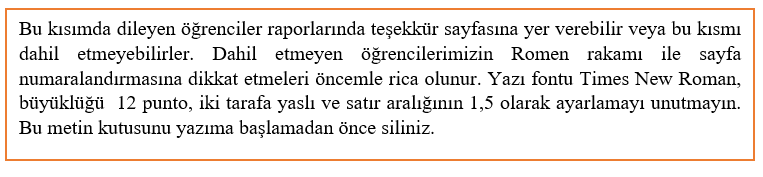 Bu kısımda dileyen öğrenciler raporlarında teşekkür sayfasına yer verebilir veya bu kısmı
dahil etmeyebilirler. Dahil etmeyen öğrencilerimizin Romen rakamı ile sayfa
numaralandırmasına dikkat etmeleri öncemle rica olunur. Yazı fontu Times New Roman,
büyüklüğü  12 punto, iki tarafa yaslı ve satır aralığının 1,5 olarak ayarlamayı unutmayın.
Bu metin kutusunu yazıma başlamadan önce siliniz.